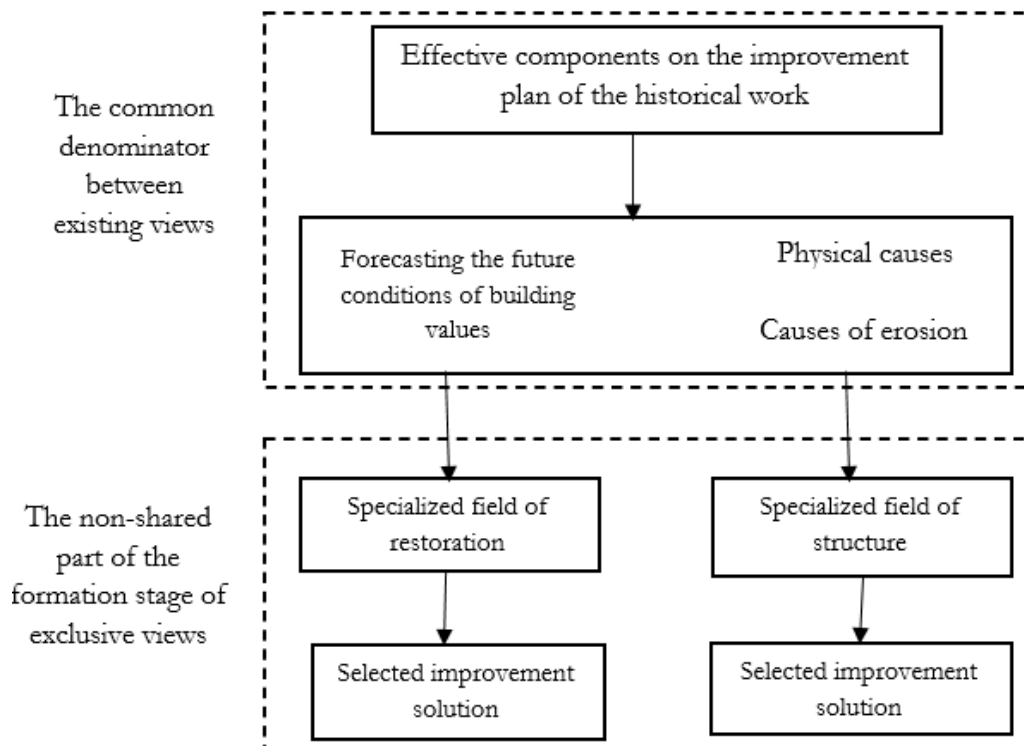 Effective components on the improvement
plan of the historical work
The common
denominator
between
existing views
Forecasting the future
conditions of building
values
Physical causes
Causes of erosion
The non-shared
part of the
formation stage of
exclusive views
Specialized field of
restoration
Specialized field of
structure
Selected improvement
solution
Selected improvement
solution